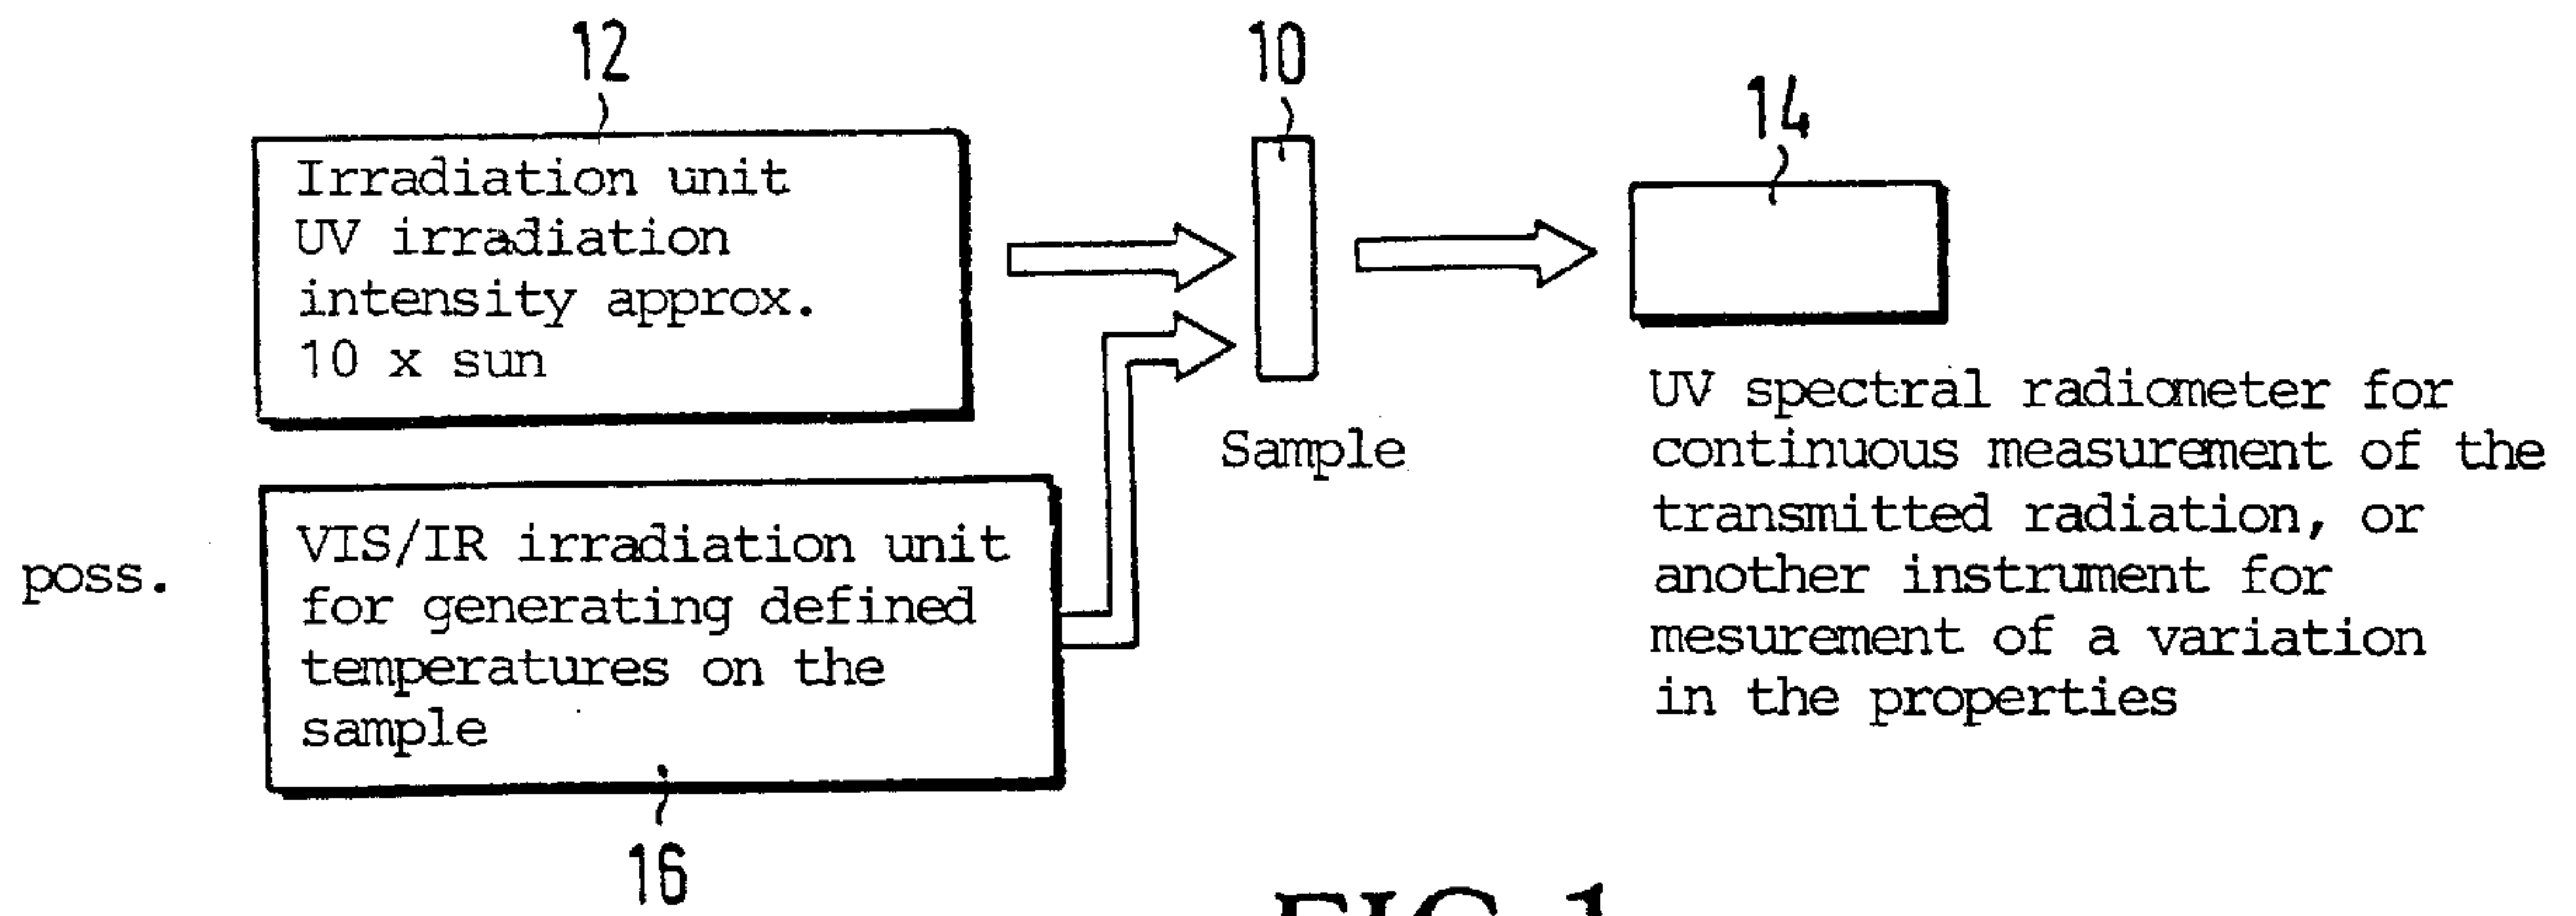 12
10
14
Irradiation unit
UV irradiation
intensity approx.
10 x sun
Sample
UV spectral radiometer for
continuous measurement of the
transmitted radiation, or
another instrument for
mesurement of a variation
in the properties
poss.
VIS/IR irradiation unit
for generating defined
temperatures on the
sample
16
FIG. 1